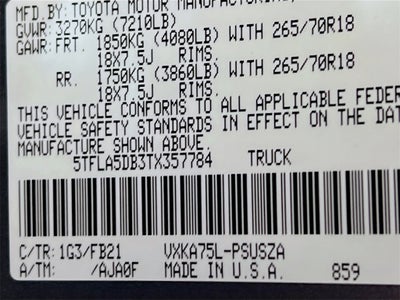 MFD.BY:TOYOTA MOTOR MANUFACTURING,
GVWR:3270KG (7210LB)
GAWR:FRT. 1850KG (4080LB) WITH 265/70R18
18X7.5J RIMS.
RR. 1750KG (3860LB) WITH 265/70R18
18X7.5J RIMS.
THIS VEHICLE CONFORMS TO ALL APPLICABLE FEDER
VEHICLE SAFETY STANDARDS IN EFFECT ON THE DAT
MANUFACTURE SHOWN ABOVE.
5TFLA5DB3TX357784 TRUCK
C/TR:1G3/FB21 VXKA75L-PSUSZA
A/TM: /AJA0F MADE IN U.S.A. 859